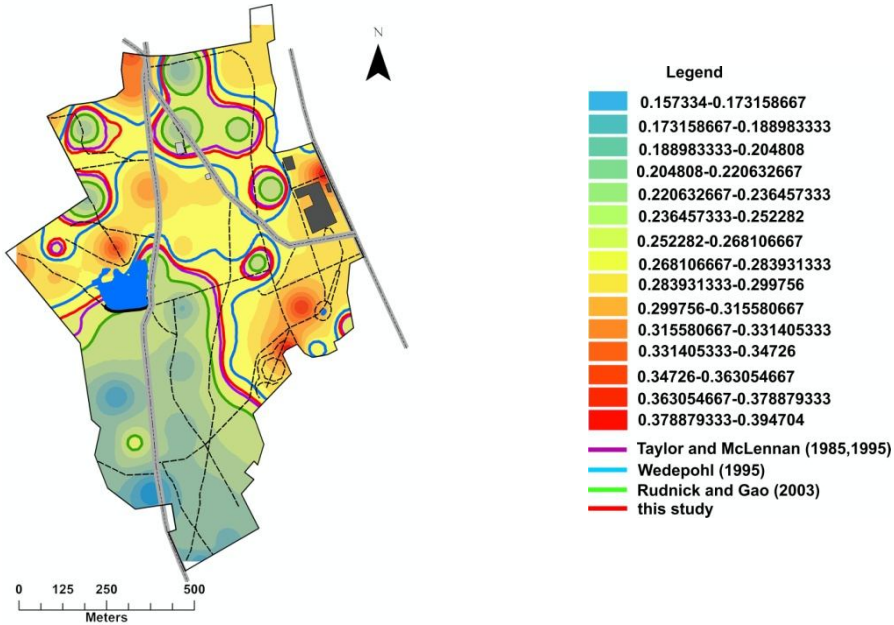 N
Legend
0.157334-0.173158667
0.173158667-0.188983333
0.188983333-0.204808
0.204808-0.220632667
0.220632667-0.236457333
0.236457333-0.252282
0.252282-0.268106667
0.268106667-0.283931333
0.283931333-0.299756
0.299756-0.315580667
0.315580667-0.331405333
0.331405333-0.34726
0.34726-0.363054667
0.363054667-0.378879333
0.378879333-0.394704
Taylor and McLennan (1985,1995)
Wedepohl (1995)
Rudnick and Gao (2003)
this study
0 125 250 500
Meters